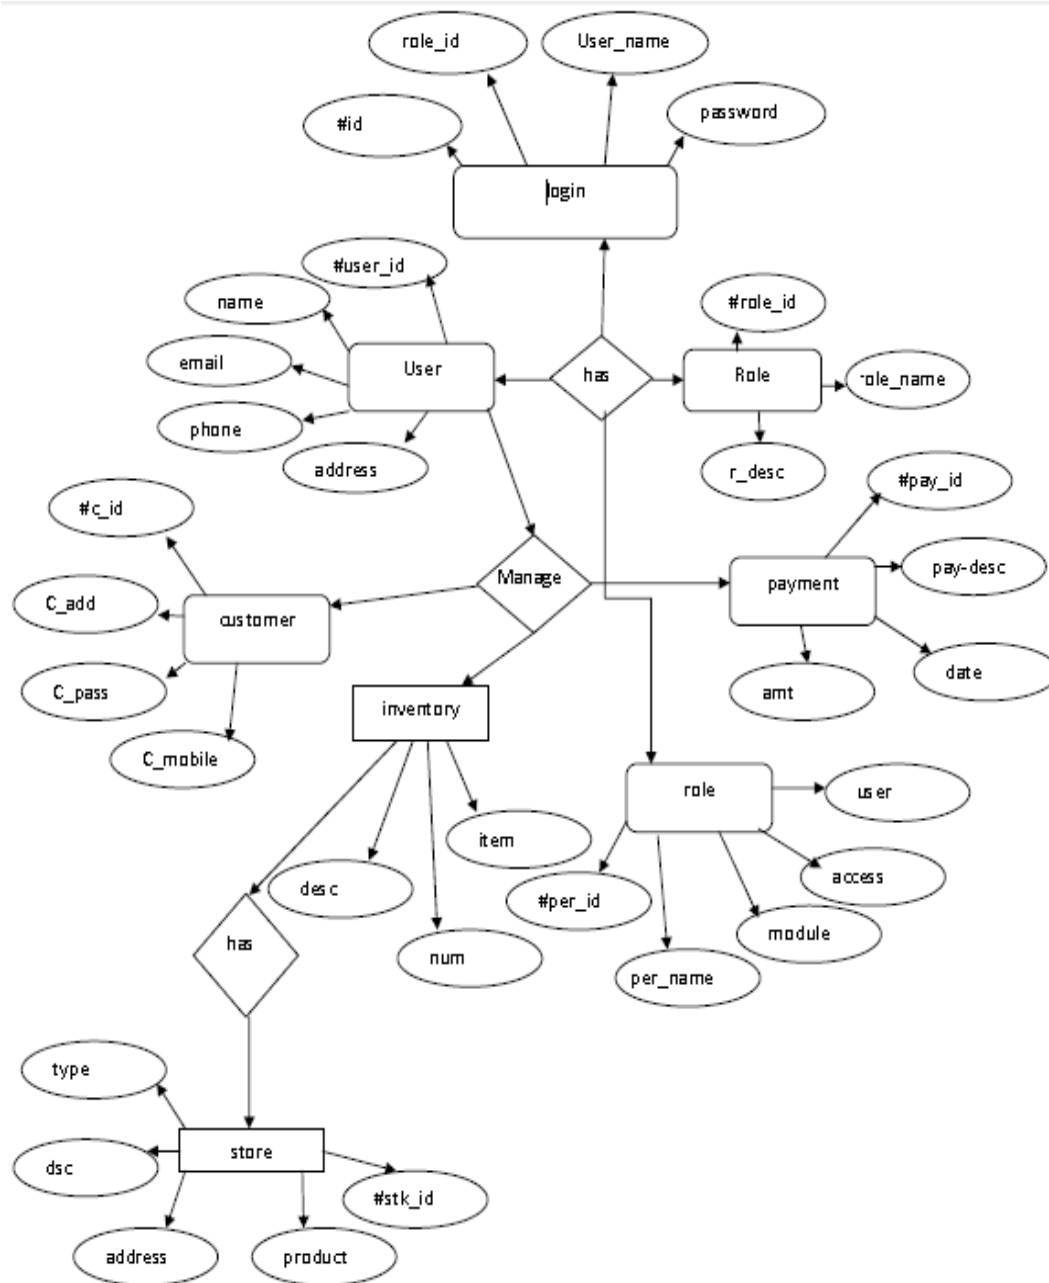 role_id
User_name
#id
password
login
#user_id
name
#role_id
email
User
has
Role
role_name
phone
address
r_desc
#pay_id
#c_id
Manage
pay-desc
payment
C_add
customer
date
C_pass
amt
inventory
C_mobile
role
user
item
access
desc
#per_id
module
has
num
per_name
type
store
dsc
#stk_id
address
product